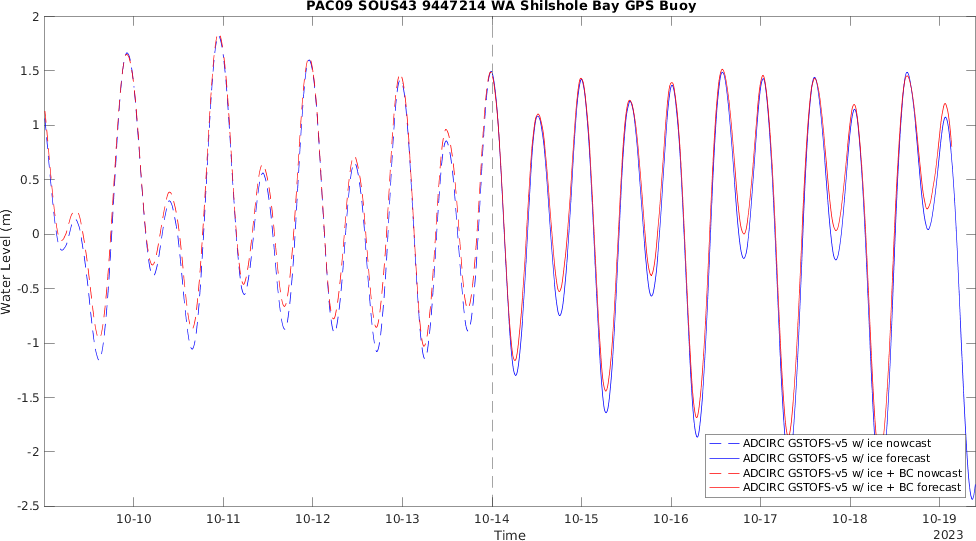 PAC09 SOUS43 9447214 WA Shilshole Bay GPS Buoy
2
1.5
1
0.5
0
-0.5
-1
-1.5
-2
-2.5
Water Level (m)
ADCIRC GSTOFS-v5 w/ ice nowcast
ADCIRC GSTOFS-v5 w/ ice forecast
ADCIRC GSTOFS-v5 w/ ice + BC nowcast
ADCIRC GSTOFS-v5 w/ ice + BC forecast
10-10 10-11 10-12 10-13 10-14 10-15 10-16 10-17 10-18 10-19
Time 2023